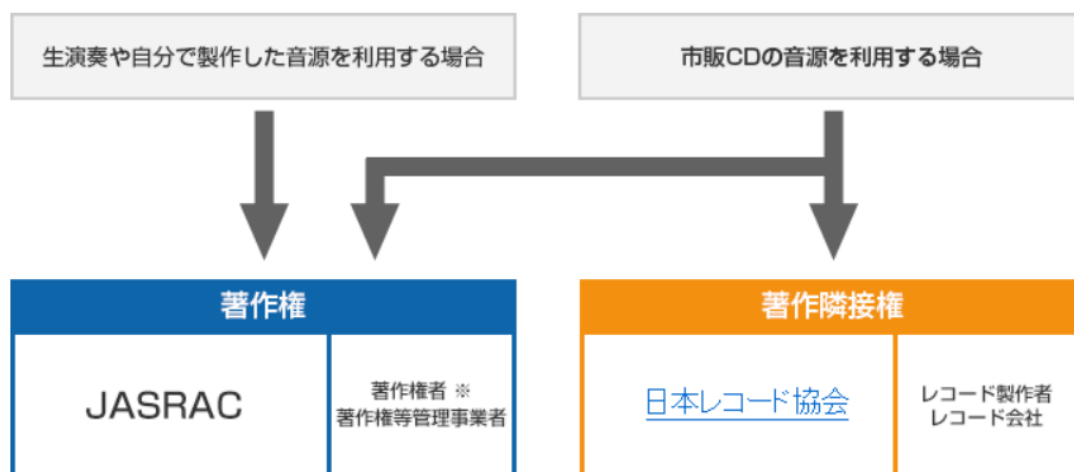 生演奏や自分で製作した音源を利用する場合
市販CDの音源を利用する場合
著作権
JASRAC
著作権者 ※
著作権等管理事業者
著作隣接権
日本レコード協会
レコード製作者
レコード会社